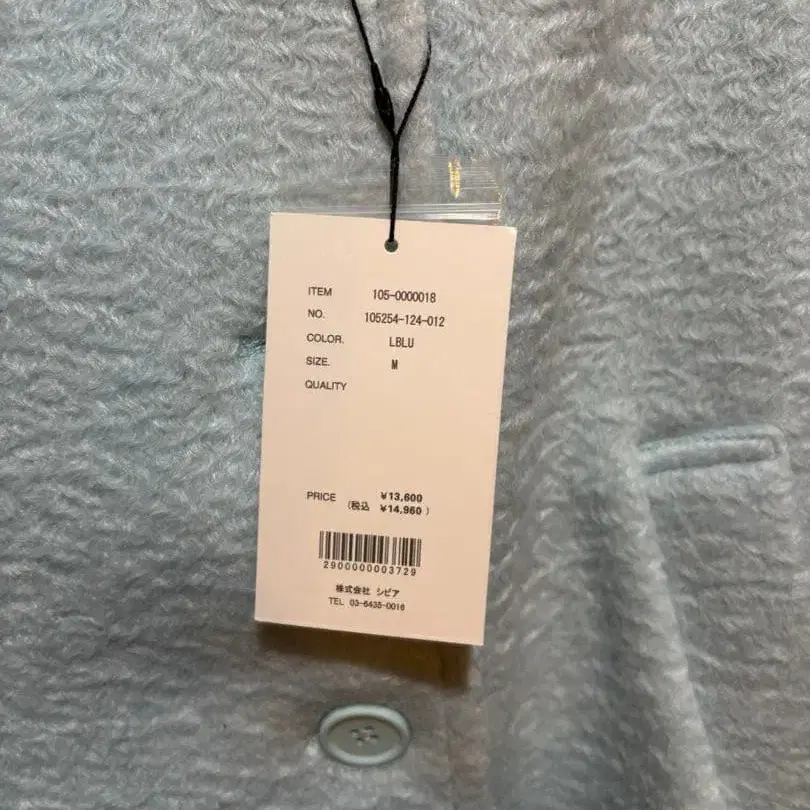 ITEM 105-0000018
NO. 105254-124-012
COLOR. LBLU
SIZE. M
QUALITY
PRICE ¥13,600
(税込 ¥14,960 )
2900000003729
株式会社 シピア
TEL 03-6435-0016